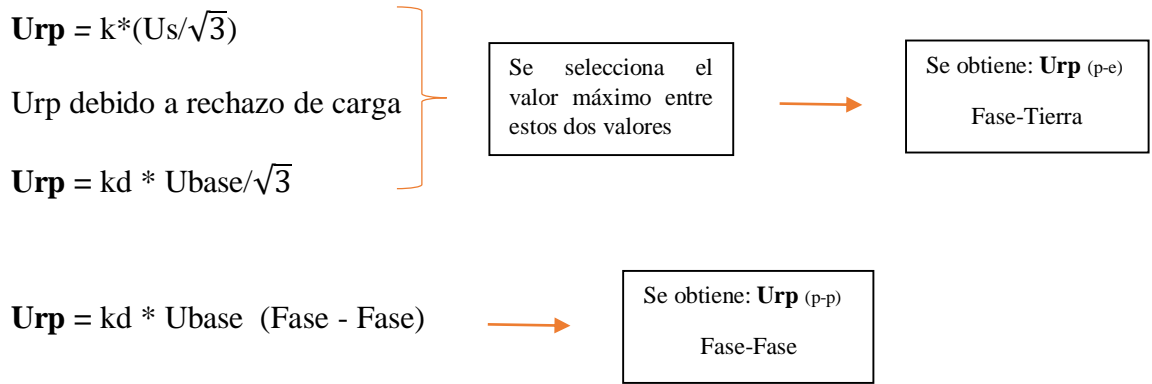 Urp = k*(Us/√3)
Urp debido a rechazo de carga
Urp = kd * Ubase/√3
Se selecciona el
valor máximo entre
estos dos valores
Se obtiene: Urp (p-e)
Fase-Tierra
Urp = kd * Ubase (Fase - Fase)
Se obtiene: Urp (p-p)
Fase-Fase